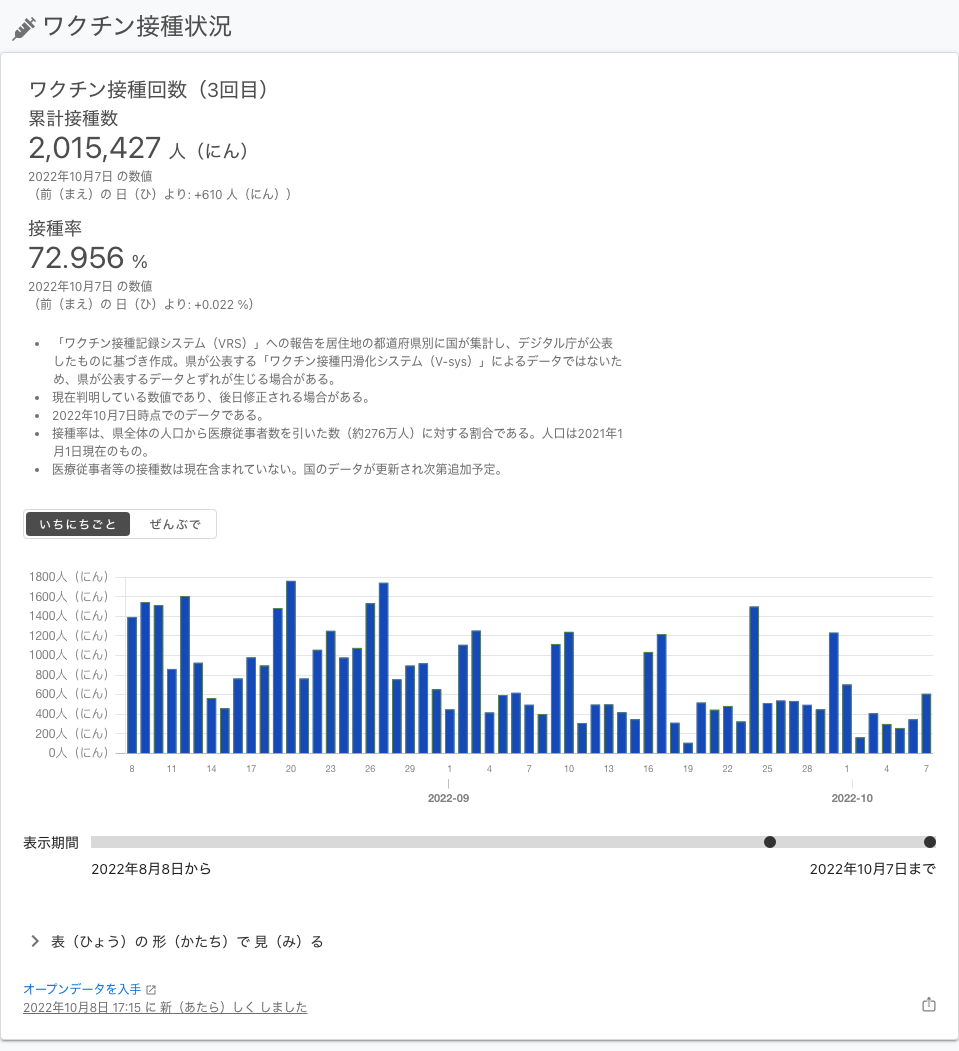 ワクチン接種状況
ワクチン接種回数（3回目）
累計接種数
2,015,427 人（にん）
2022年10月7日 の数値
（前（まえ）の 日（ひ）より: +610 人（にん））
接種率
72.956 %
2022年10月7日 の数値
（前（まえ）の 日（ひ）より: +0.022 %）
• 「ワクチン接種記録システム（VRS）」への報告を居住地の都道府県別に国が集計し、デジタル庁が公表
したものに基づき作成。県が公表する「ワクチン接種円滑化システム（V-sys）」によるデータではないた
め、県が公表するデータとずれが生じる場合がある。
• 現在判明している数値であり、後日修正される場合がある。
• 2022年10月7日時点でのデータである。
• 接種率は、県全体の人口から医療従事者数を引いた数（約276万人）に対する割合である。人口は2021年1
月1日現在のもの。
• 医療従事者等の接種数は現在含まれていない。国のデータが更新され次第追加予定。
いちにちごと ぜんぶで
1800人（にん）
1600人（にん）
1400人（にん）
1200人（にん）
1000人（にん）
800人（にん）
600人（にん）
400人（にん）
200人（にん）
0人（にん）
8 11 14 17 20 23 26 29 1 4 7 10 13 16 19 22 25 28 1 4 7
2022-09 2022-10
表示期間
2022年8月8日から 2022年10月7日まで
表（ひょう）の 形（かたち）で 見（み）る
オープンデータを入手
2022年10月8日 17:15 に 新（あたら）しく しました